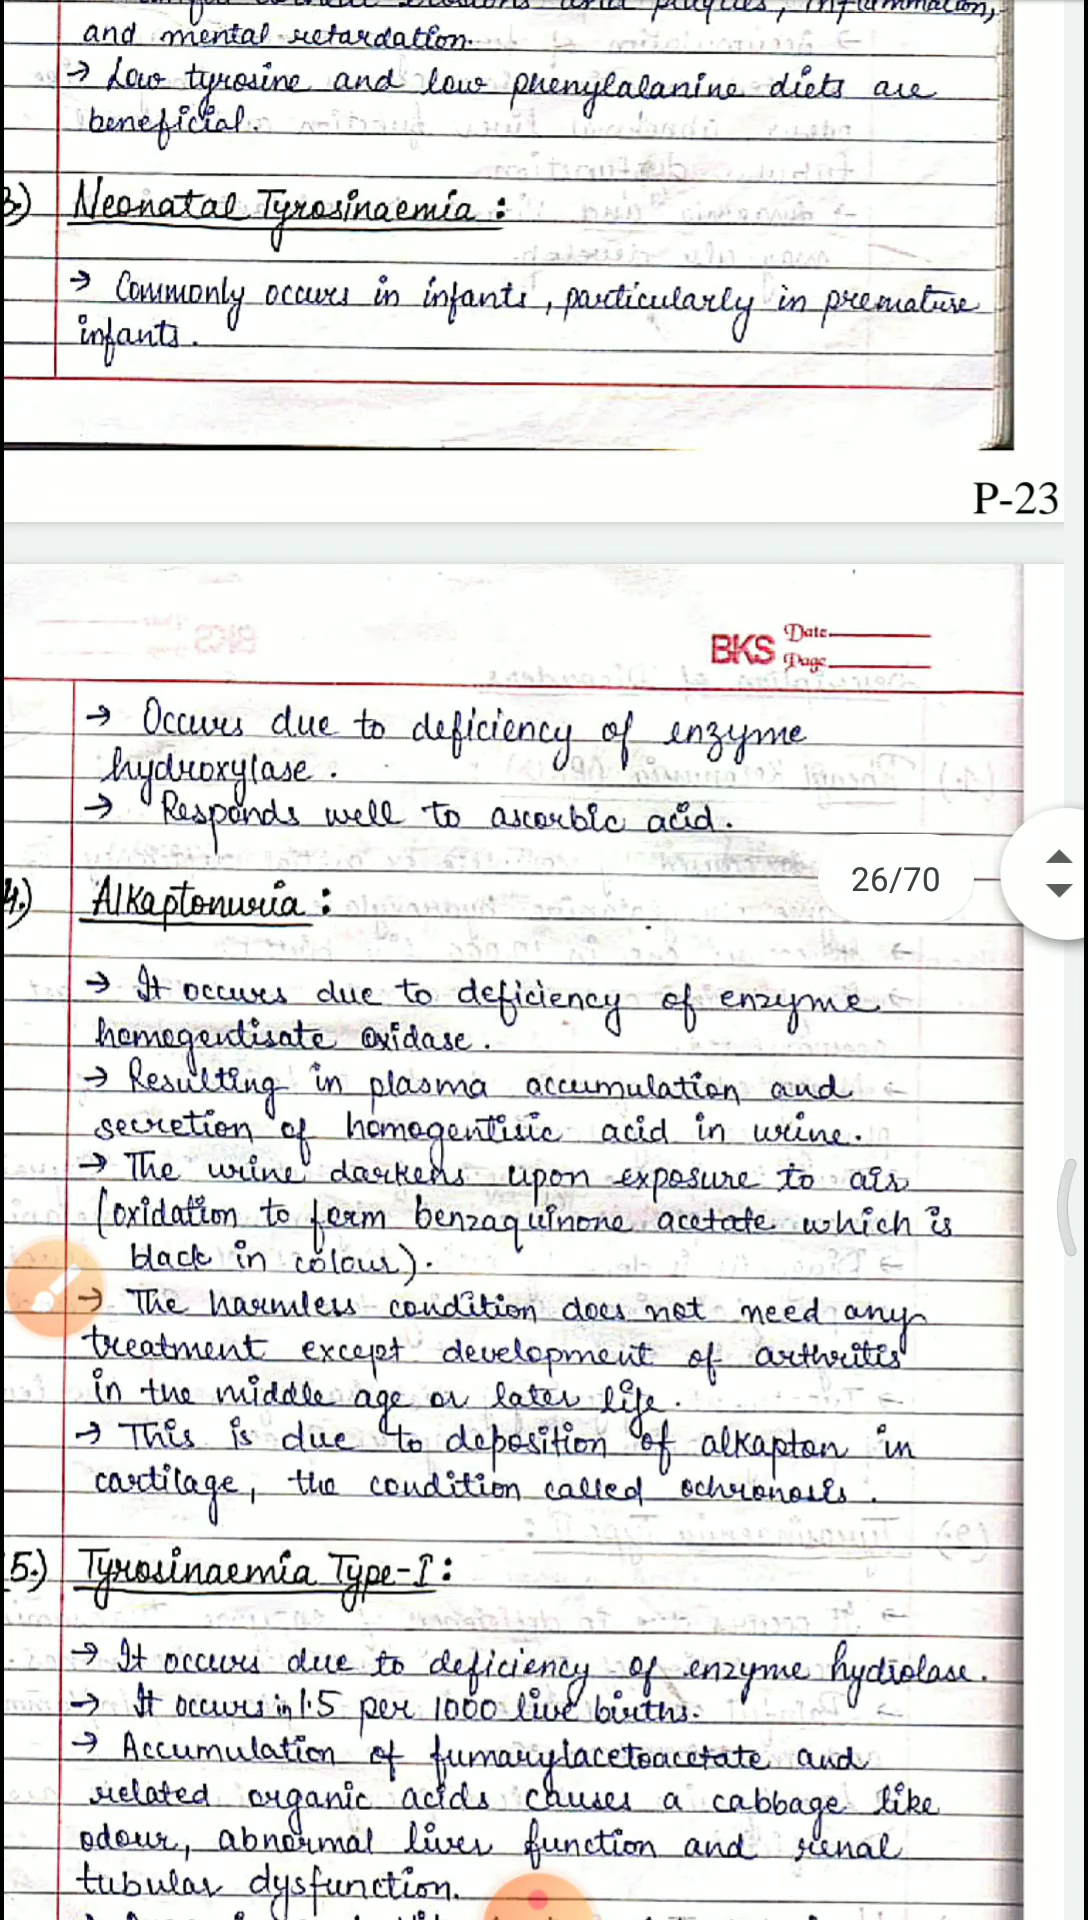 and mental retardation.
→ Low tyrosine and low phenylalanine diets are
beneficial.
3.) Neonatal Tyrosinaemia :
→ Commonly occurs in infants, particularly in premature
infants.
P-23
BKS Date
Page
→ Occurs due to deficiency of enzyme
hydroxylase.
→ Responds well to ascorbic acid.
26/70
4.) Alkaptonuria :
→ It occurs due to deficiency of enzyme
homogentisate oxidase.
→ Resulting in plasma accumulation and
secretion of homogentisic acid in urine.
→ The urine darkens upon exposure to air
(oxidation to form benzaquinone acetate which is
black in colour).
→ The harmless condition does not need any
treatment except development of arthritis
in the middle age or later life.
→ This is due to deposition of alkapton in
cartilage, the condition called ochronosis.
5.) Tyrosinaemia Type-I :
→ It occurs due to deficiency of enzyme hydrolase.
→ It occurs in 1.5 per 1000 live births.
→ Accumulation of fumarylacetoacetate and
related organic acids causes a cabbage like
odour, abnormal liver function and renal
tubular dysfunction.